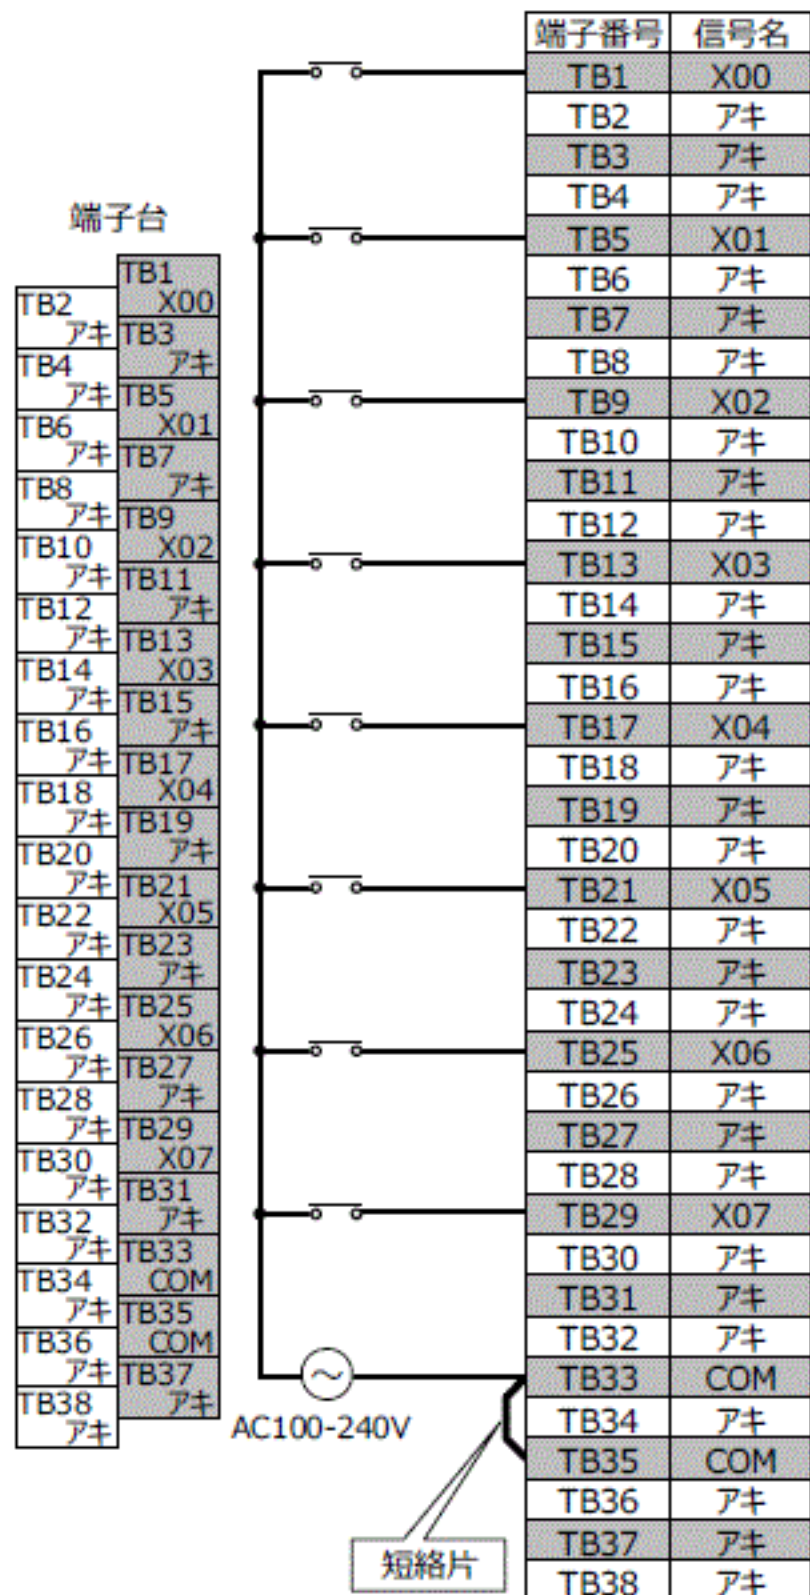 端子台
TB1
X00
TB2
アキ
TB3
アキ
TB4
アキ
TB5
X01
TB6
アキ
TB7
アキ
TB8
アキ
TB9
X02
TB10
アキ
TB11
アキ
TB12
アキ
TB13
X03
TB14
アキ
TB15
アキ
TB16
アキ
TB17
X04
TB18
アキ
TB19
アキ
TB20
アキ
TB21
X05
TB22
アキ
TB23
アキ
TB24
アキ
TB25
X06
TB26
アキ
TB27
アキ
TB28
アキ
TB29
X07
TB30
アキ
TB31
アキ
TB32
アキ
TB33
COM
TB34
アキ
TB35
COM
TB36
アキ
TB37
アキ
TB38
アキ
AC100-240V
短絡片
端子番号 信号名
TB1 X00
TB2 アキ
TB3 アキ
TB4 アキ
TB5 X01
TB6 アキ
TB7 アキ
TB8 アキ
TB9 X02
TB10 アキ
TB11 アキ
TB12 アキ
TB13 X03
TB14 アキ
TB15 アキ
TB16 アキ
TB17 X04
TB18 アキ
TB19 アキ
TB20 アキ
TB21 X05
TB22 アキ
TB23 アキ
TB24 アキ
TB25 X06
TB26 アキ
TB27 アキ
TB28 アキ
TB29 X07
TB30 アキ
TB31 アキ
TB32 アキ
TB33 COM
TB34 アキ
TB35 COM
TB36 アキ
TB37 アキ
TB38 アキ